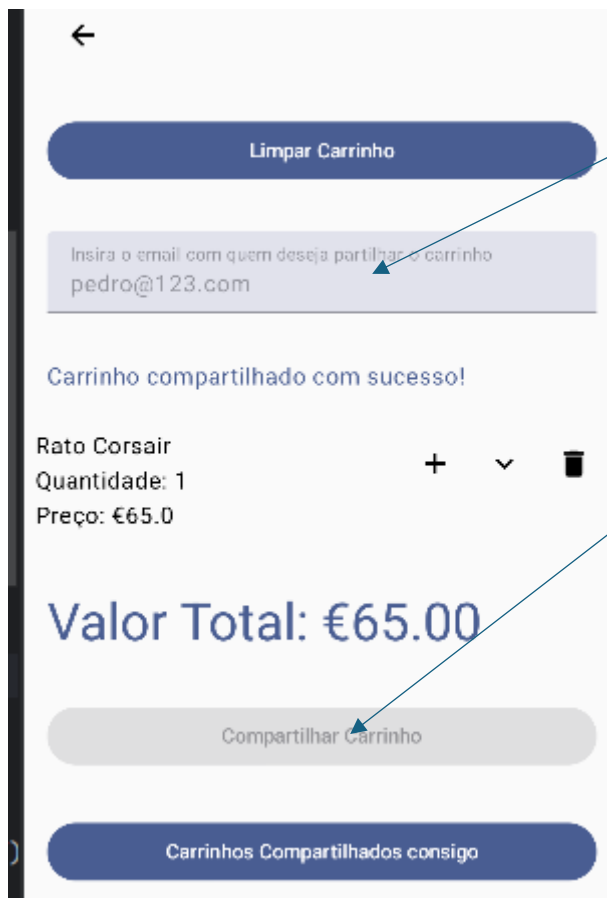 Limpar Carrinho
Insira o email com quem deseja partilhar o carrinho
pedro@123.com
Carrinho compartilhado com sucesso!
Rato Corsair
Quantidade: 1
Preço: €65.0
Valor Total: €65.00
Compartilhar Carrinho
Carrinhos Compartilhados consigo